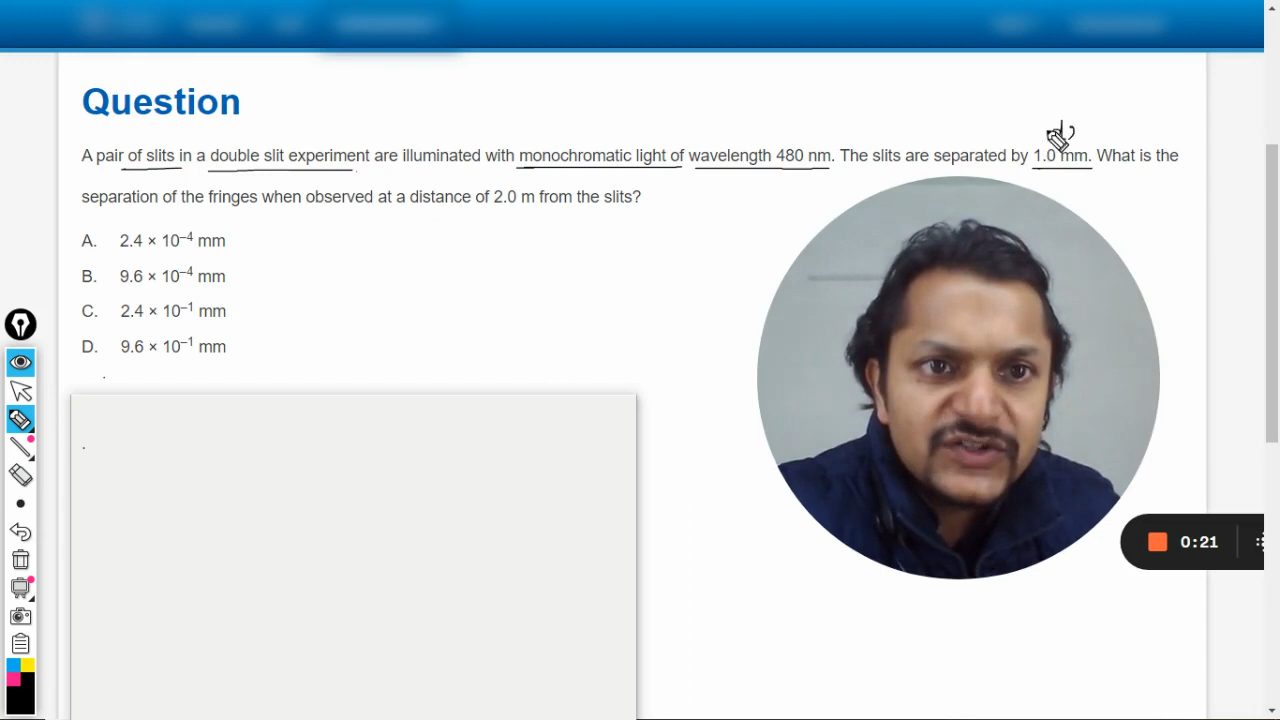 Question
A pair of slits in a double slit experiment are illuminated with monochromatic light of wavelength 480 nm. The slits are separated by 1.0 mm. What is the
separation of the fringes when observed at a distance of 2.0 m from the slits?
A. 2.4 × 10⁻⁴ mm
B. 9.6 × 10⁻⁴ mm
C. 2.4 × 10⁻¹ mm
D. 9.6 × 10⁻¹ mm
0:21